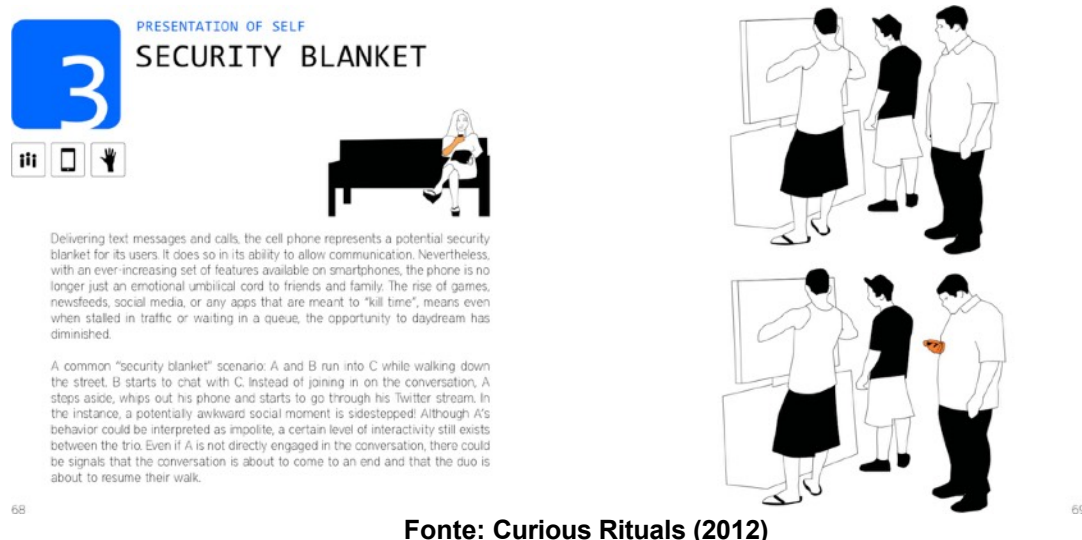 3
PRESENTATION OF SELF
SECURITY BLANKET
Delivering text messages and calls, the cell phone represents a potential security
blanket for its users. It does so in its ability to allow communication. Nevertheless,
with an ever-increasing set of features available on smartphones, the phone is no
longer just an emotional umbilical cord to friends and family. The rise of games,
newsfeeds, social media, or any apps that are meant to "kill time", means even
when stalled in traffic or waiting in a queue, the opportunity to daydream has
diminished.
A common "security blanket" scenario: A and B run into C while walking down
the street. B starts to chat with C. Instead of joining in on the conversation, A
steps aside, whips out his phone and starts to go through his Twitter stream. In
the instance, a potentially awkward social moment is sidestepped! Although A's
behavior could be interpreted as impolite, a certain level of interactivity still exists
between the trio. Even if A is not directly engaged in the conversation, there could
be signals that the conversation is about to come to an end and that the duo is
about to resume their walk.
68
69
Fonte: Curious Rituals (2012)